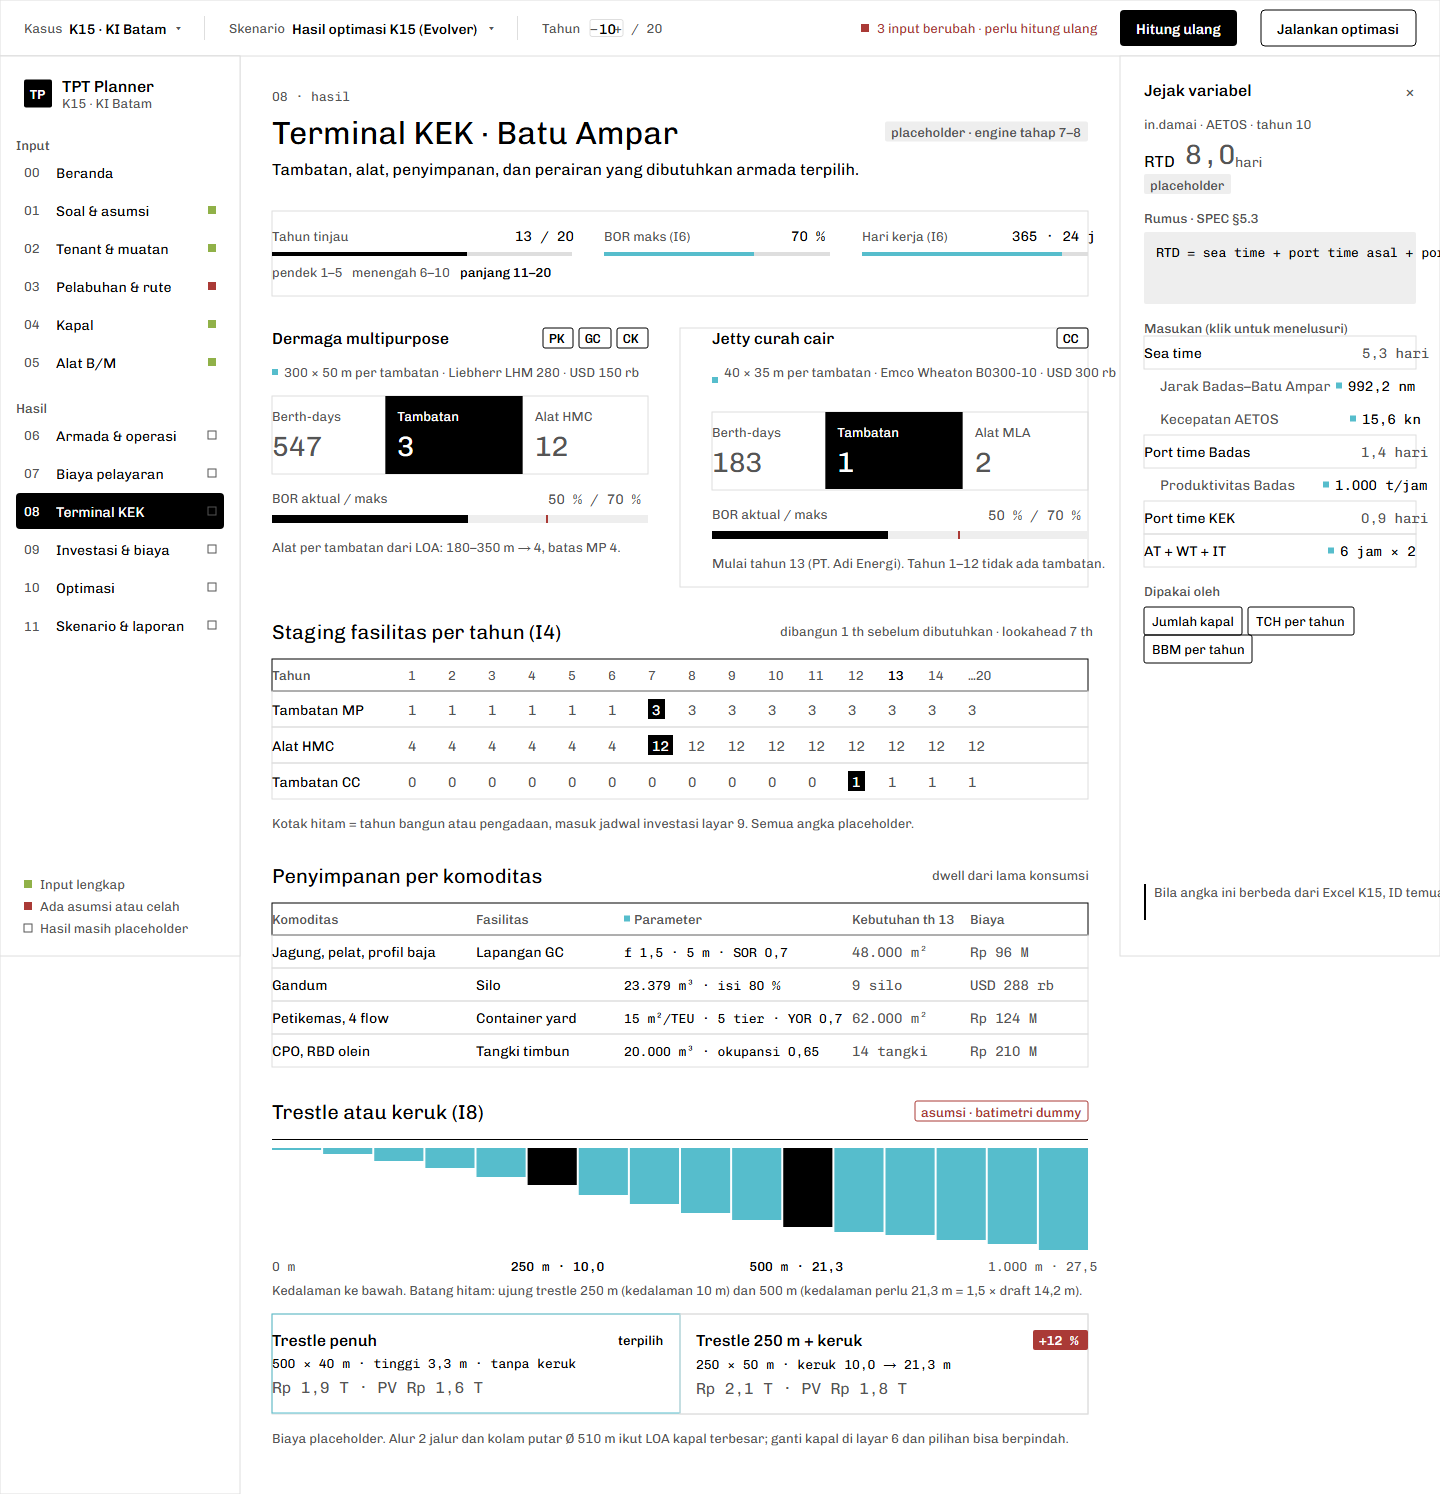 Kasus K15 · KI Batam
Skenario Hasil optimasi K15 (Evolver)
Tahun −10+ / 20
3 input berubah · perlu hitung ulang
Hitung ulang
Jalankan optimasi
TP
TPT Planner
K15 · KI Batam
Input
00 Beranda
01 Soal & asumsi
02 Tenant & muatan
03 Pelabuhan & rute
04 Kapal
05 Alat B/M
Hasil
06 Armada & operasi
07 Biaya pelayaran
08 Terminal KEK
09 Investasi & biaya
10 Optimasi
11 Skenario & laporan
Input lengkap
Ada asumsi atau celah
Hasil masih placeholder
08 · hasil
Terminal KEK · Batu Ampar
placeholder · engine tahap 7–8
Tambatan, alat, penyimpanan, dan perairan yang dibutuhkan armada terpilih.
Tahun tinjau 13 / 20
BOR maks (I6) 70 %
Hari kerja (I6) 365 · 24 j
pendek 1–5 menengah 6–10 panjang 11–20
Dermaga multipurpose PK GC CK
300 × 50 m per tambatan · Liebherr LHM 280 · USD 150 rb
Berth-days Tambatan Alat HMC
547 3 12
BOR aktual / maks 50 % / 70 %
Alat per tambatan dari LOA: 180–350 m → 4, batas MP 4.
Jetty curah cair CC
40 × 35 m per tambatan · Emco Wheaton B0300-10 · USD 300 rb
Berth-days Tambatan Alat MLA
183 1 2
BOR aktual / maks 50 % / 70 %
Mulai tahun 13 (PT. Adi Energi). Tahun 1–12 tidak ada tambatan.
Staging fasilitas per tahun (I4)
dibangun 1 th sebelum dibutuhkan · lookahead 7 th
Tahun 1 2 3 4 5 6 7 8 9 10 11 12 13 14 …20
Tambatan MP 1 1 1 1 1 1 3 3 3 3 3 3 3 3 3
Alat HMC 4 4 4 4 4 4 12 12 12 12 12 12 12 12 12
Tambatan CC 0 0 0 0 0 0 0 0 0 0 0 1 1 1 1
Kotak hitam = tahun bangun atau pengadaan, masuk jadwal investasi layar 9. Semua angka placeholder.
Penyimpanan per komoditas
dwell dari lama konsumsi
Komoditas Fasilitas Parameter Kebutuhan th 13 Biaya
Jagung, pelat, profil baja Lapangan GC f 1,5 · 5 m · SOR 0,7 48.000 m² Rp 96 M
Gandum Silo 23.379 m³ · isi 80 % 9 silo USD 288 rb
Petikemas, 4 flow Container yard 15 m²/TEU · 5 tier · YOR 0,7 62.000 m² Rp 124 M
CPO, RBD olein Tangki timbun 20.000 m³ · okupansi 0,65 14 tangki Rp 210 M
Trestle atau keruk (I8)
asumsi · batimetri dummy
0 m 250 m · 10,0 500 m · 21,3 1.000 m · 27,5
Kedalaman ke bawah. Batang hitam: ujung trestle 250 m (kedalaman 10 m) dan 500 m (kedalaman perlu 21,3 m = 1,5 × draft 14,2 m).
Trestle penuh terpilih
500 × 40 m · tinggi 3,3 m · tanpa keruk
Rp 1,9 T · PV Rp 1,6 T
Trestle 250 m + keruk +12 %
250 × 50 m · keruk 10,0 → 21,3 m
Rp 2,1 T · PV Rp 1,8 T
Biaya placeholder. Alur 2 jalur dan kolam putar Ø 510 m ikut LOA kapal terbesar; ganti kapal di layar 6 dan pilihan bisa berpindah.
Jejak variabel ×
in.damai · AETOS · tahun 10
RTD 8,0 hari
placeholder
Rumus · SPEC §5.3
RTD = sea time + port time asal + por
Masukan (klik untuk menelusuri)
Sea time 5,3 hari
Jarak Badas–Batu Ampar 992,2 nm
Kecepatan AETOS 15,6 kn
Port time Badas 1,4 hari
Produktivitas Badas 1.000 t/jam
Port time KEK 0,9 hari
AT + WT + IT 6 jam × 2
Dipakai oleh
Jumlah kapal TCH per tahun
BBM per tahun
Bila angka ini berbeda dari Excel K15, ID temua